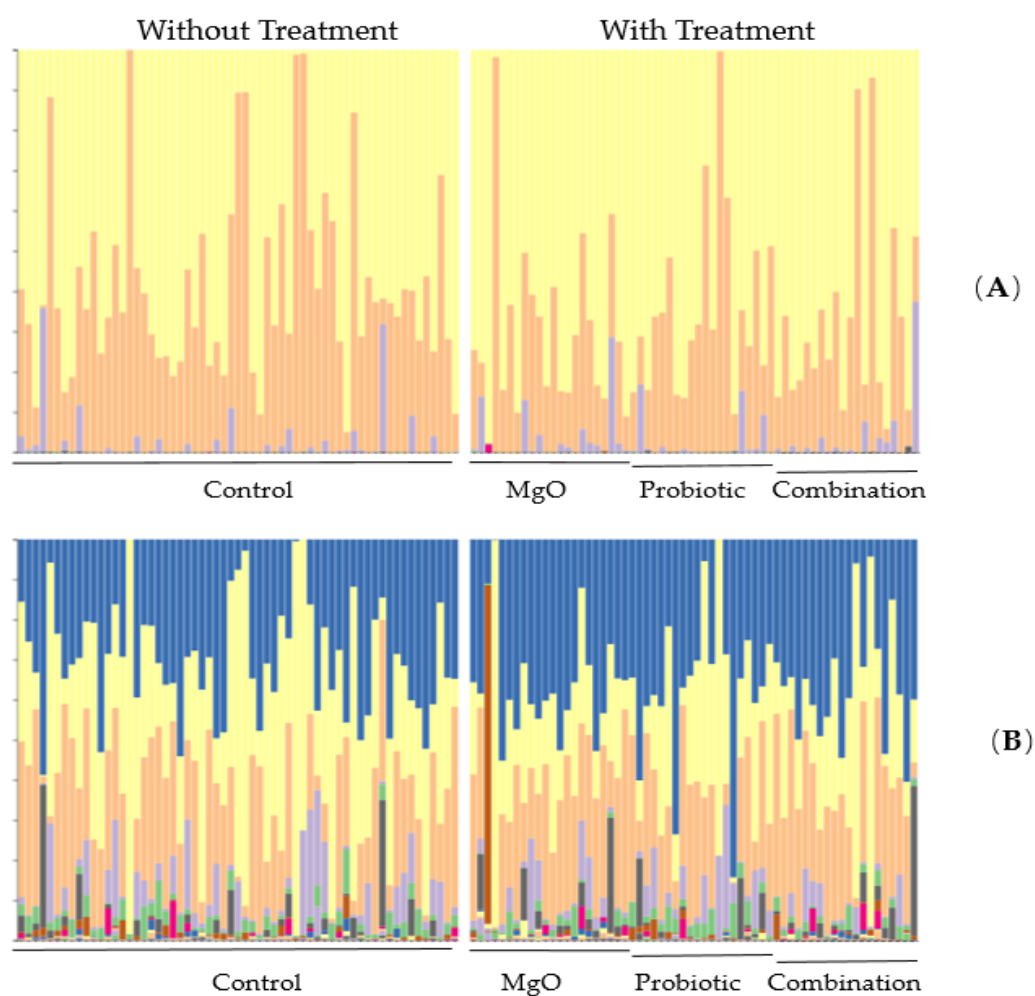 Without Treatment With Treatment
(A)
Control MgO Probiotic Combination
(B)
Control MgO Probiotic Combination